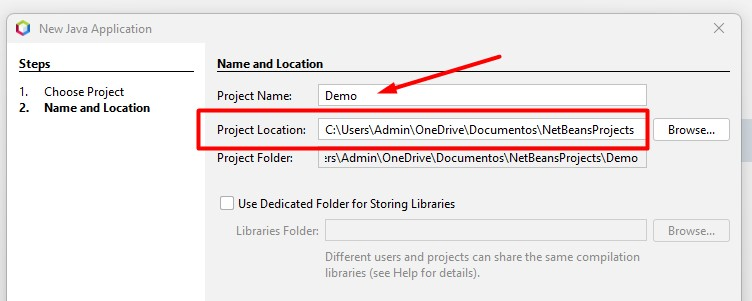 New Java Application
Steps
1. Choose Project
2. Name and Location
Name and Location
Project Name: Demo
Project Location: C:\Users\Admin\OneDrive\Documentos\NetBeansProjects Browse...
Project Folder: ers\Admin\OneDrive\Documentos\NetBeansProjects\Demo
Use Dedicated Folder for Storing Libraries
Libraries Folder: Browse...
Different users and projects can share the same compilation
libraries (see Help for details).